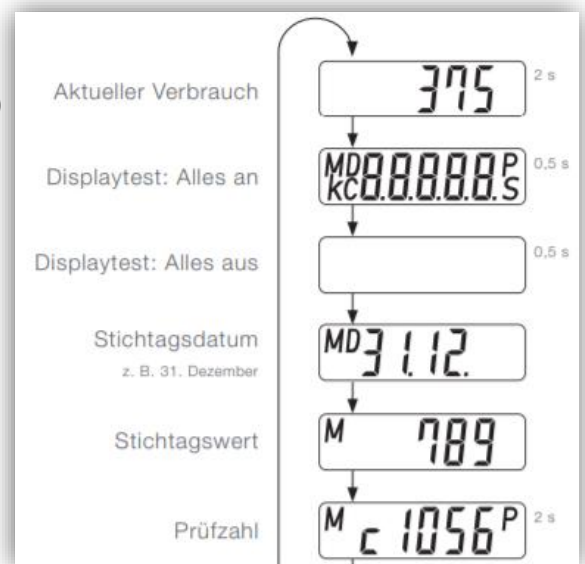 Aktueller Verbrauch
375
2 s
Displaytest: Alles an
MD
kC
8.8.8.8.8.
P
S
0,5 s
Displaytest: Alles aus
0,5 s
Stichtagsdatum
z. B. 31. Dezember
MD 31.12.
Stichtagswert
M 789
Prüfzahl
M c 1056 P
2 s